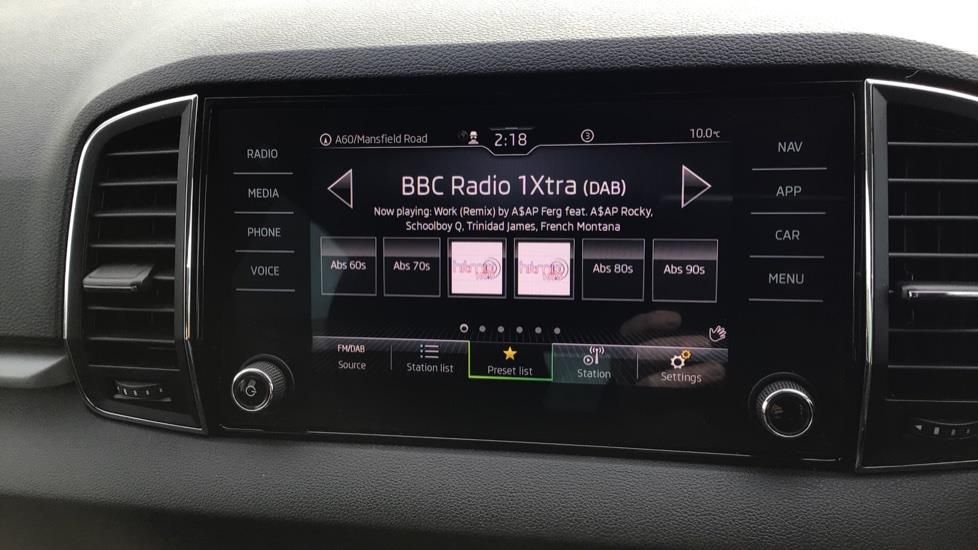 A60/Mansfield Road 2:18 3 10.0℃
RADIO
MEDIA
PHONE
VOICE
BBC Radio 1Xtra (DAB)
Now playing: Work (Remix) by A$AP Ferg feat. A$AP Rocky,
Schoolboy Q, Trinidad James, French Montana
Abs 60s Abs 70s Abs 80s Abs 90s
FM/DAB
Source Station list Preset list Station Settings
NAV
APP
CAR
MENU